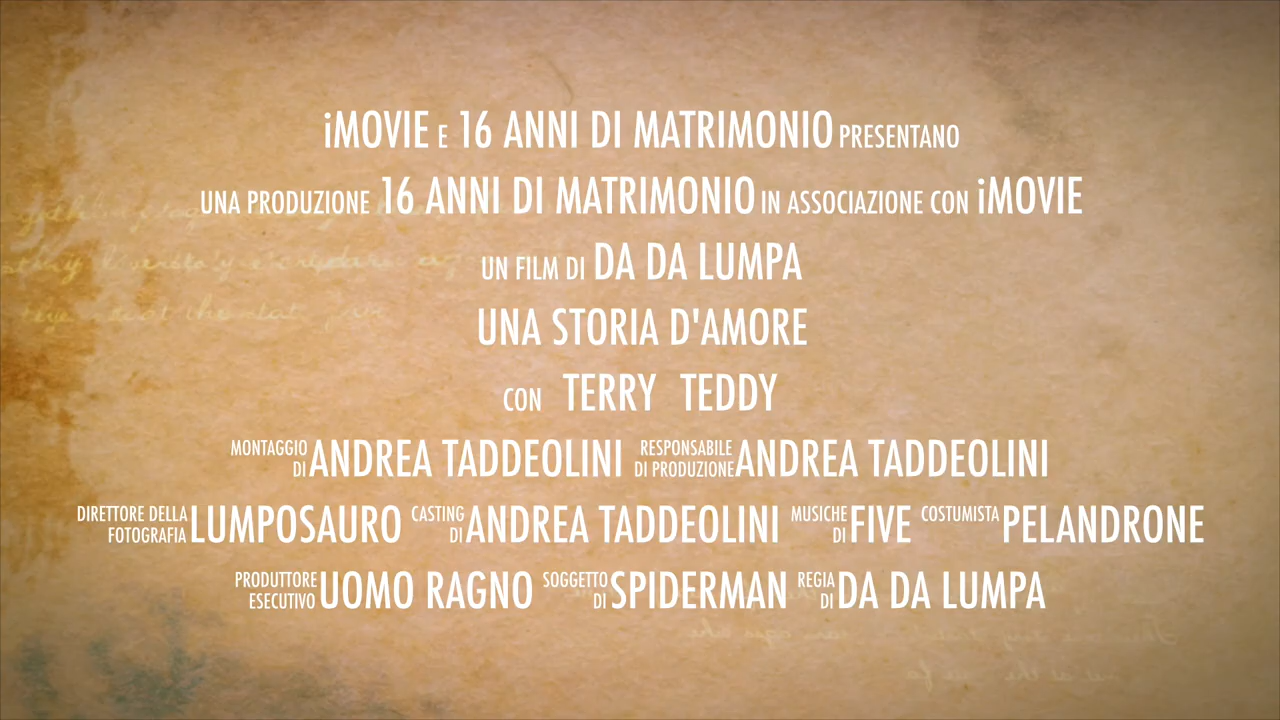 iMOVIE E 16 ANNI DI MATRIMONIO PRESENTANO
UNA PRODUZIONE 16 ANNI DI MATRIMONIO IN ASSOCIAZIONE CON iMOVIE
UN FILM DI DA DA LUMPA
UNA STORIA D'AMORE
CON TERRY TEDDY
MONTAGGIO DI ANDREA TADDEOLINI RESPONSABILE DI PRODUZIONE ANDREA TADDEOLINI
DIRETTORE DELLA FOTOGRAFIA LUMPOSAURO CASTING DI ANDREA TADDEOLINI MUSICHE DI FIVE COSTUMISTA PELANDRONE
PRODUTTORE ESECUTIVO UOMO RAGNO SOGGETTO DI SPIDERMAN REGIA DI DA DA LUMPA